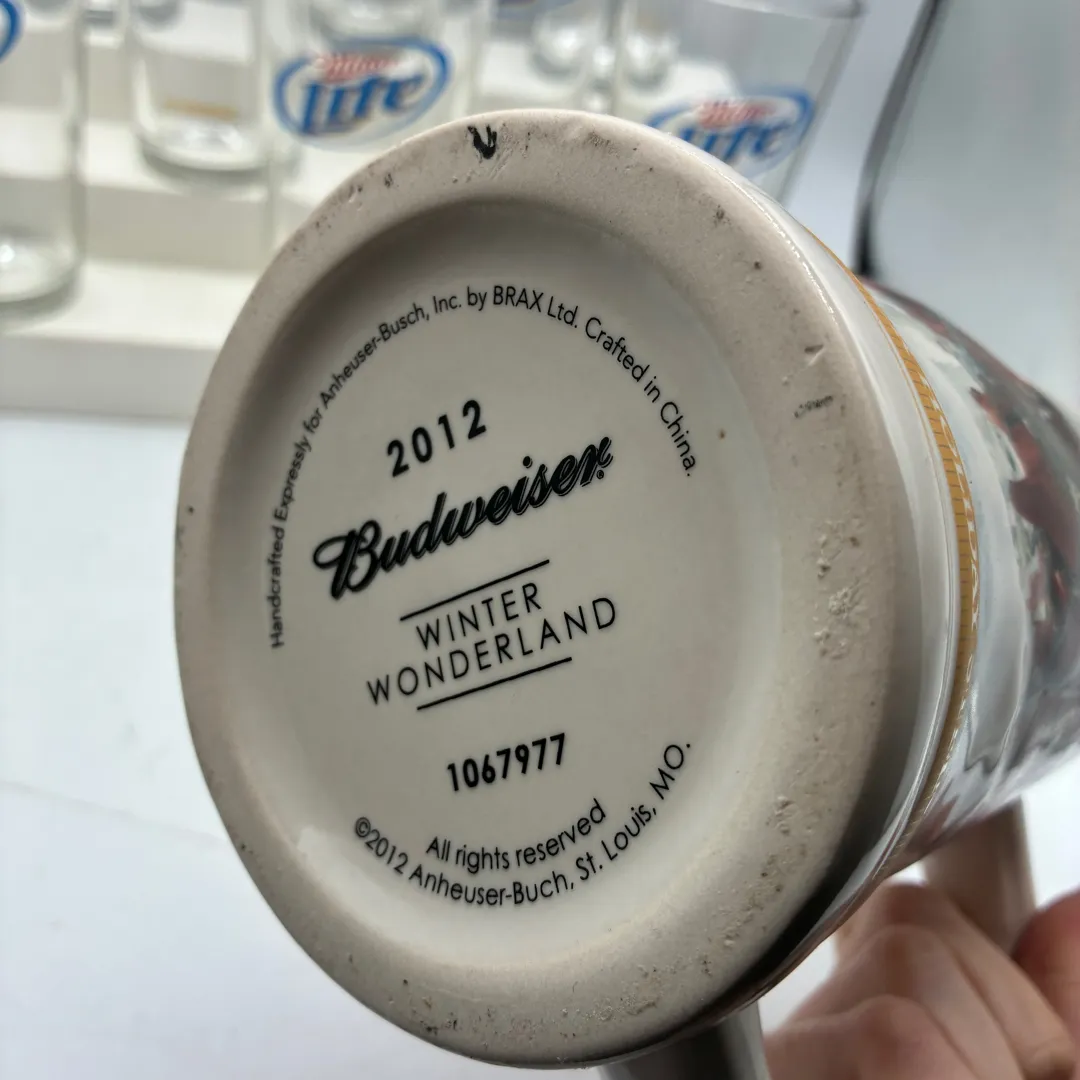 Miller
Lite
Miller
Lite
Handcrafted Expressly for Anheuser-Busch, Inc. by BRAX Ltd. Crafted in China.
2012
Budweiser
WINTER
WONDERLAND
1067977
All rights reserved
©2012 Anheuser-Buch, St. Louis, MO.